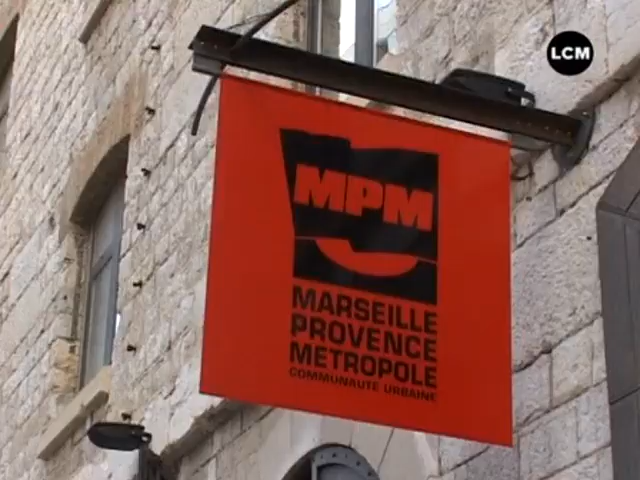 LCM
MPM
MARSEILLE
PROVENCE
METROPOLE
COMMUNAUTE URBAINE